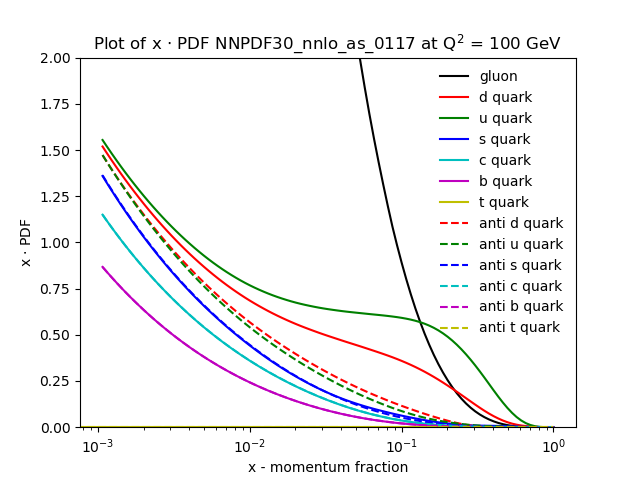 Plot of x · PDF NNPDF30_nnlo_as_0117 at Q² = 100 GeV
x · PDF
2.00
1.75
1.50
1.25
1.00
0.75
0.50
0.25
0.00
gluon
d quark
u quark
s quark
c quark
b quark
t quark
anti d quark
anti u quark
anti s quark
anti c quark
anti b quark
anti t quark
10⁻³ 10⁻² 10⁻¹ 10⁰
x - momentum fraction